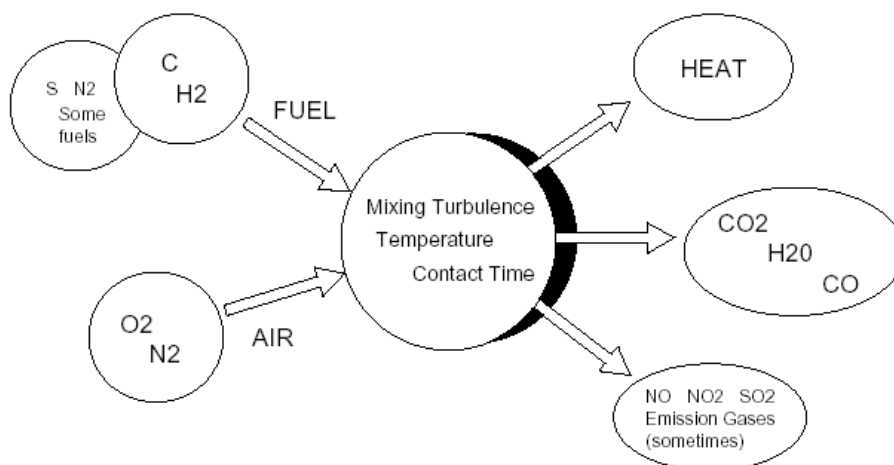 S N2
Some
fuels
C
H2
FUEL
O2
N2
AIR
Mixing Turbulence
Temperature
Contact Time
HEAT
CO2
H20
CO
NO NO2 SO2
Emission Gases
(sometimes)